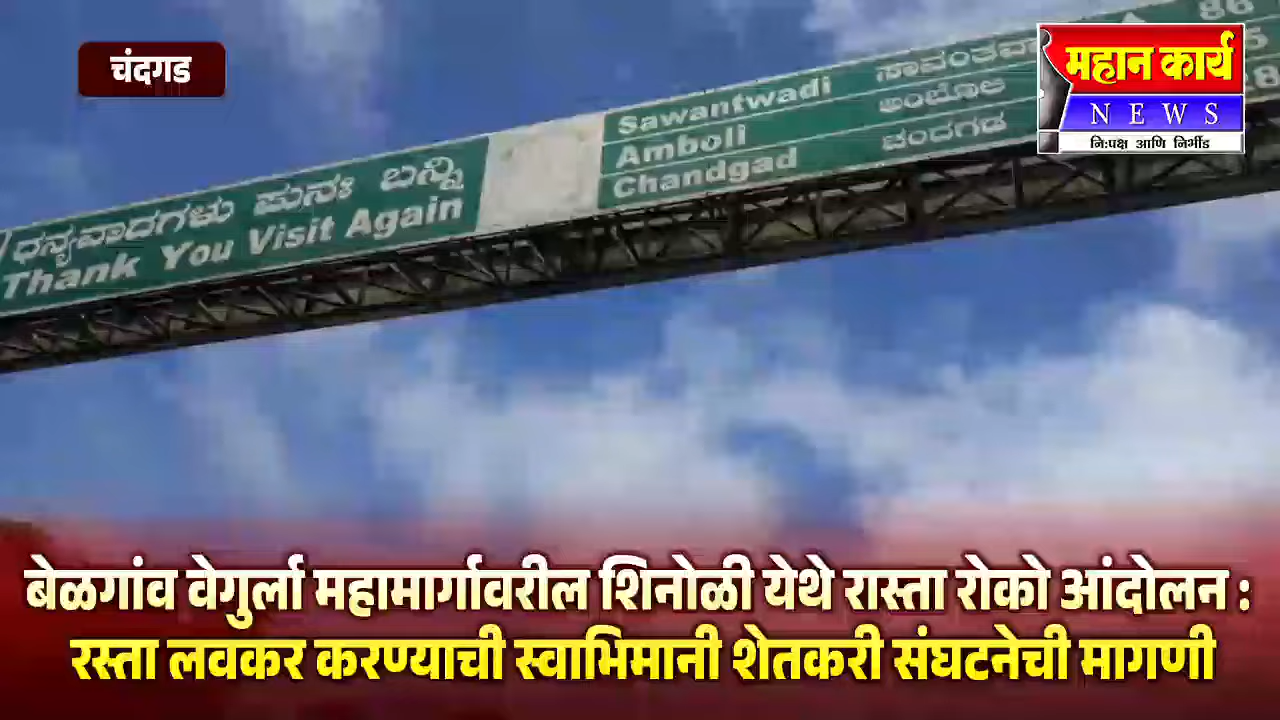 चंदगड
महान कार्य
NEWS
नि:पक्ष आणि निर्भीड
ಧನ್ಯವಾದಗಳು ಪುನಃ ಬನ್ನಿ
Thank You Visit Again
Sawantwadi
Amboli ಅಂಬೋಲಿ
Chandgad ಚಂದಗಡ
86
बेळगांव वेगुर्ला महामार्गावरील शिनोळी येथे रास्ता रोको आंदोलन :
रस्ता लवकर करण्याची स्वाभिमानी शेतकरी संघटनेची मागणी